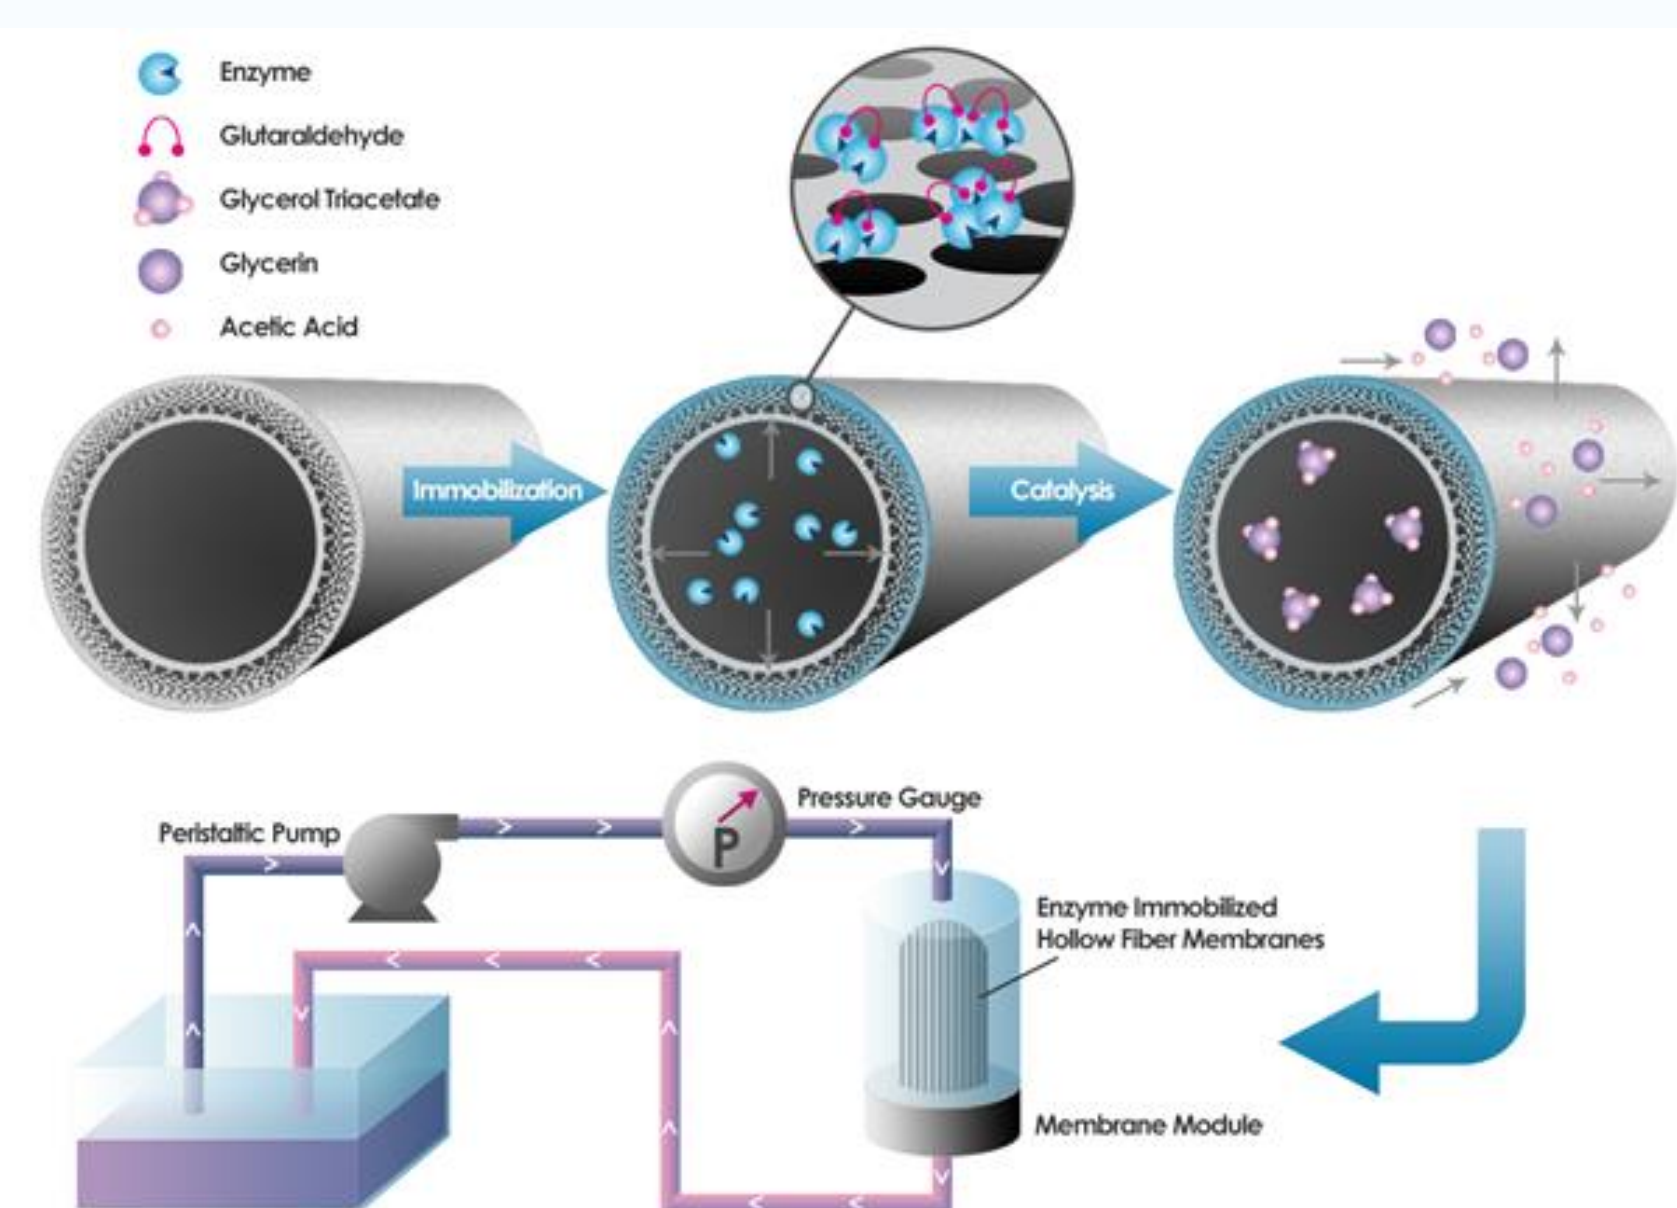 Enzyme
Glutaraldehyde
Glycerol Triacetate
Glycerin
Acetic Acid
Immobilization
Catalysis
Peristaltic Pump
Pressure Gauge
P
Enzyme Immobilized
Hollow Fiber Membranes
Membrane Module